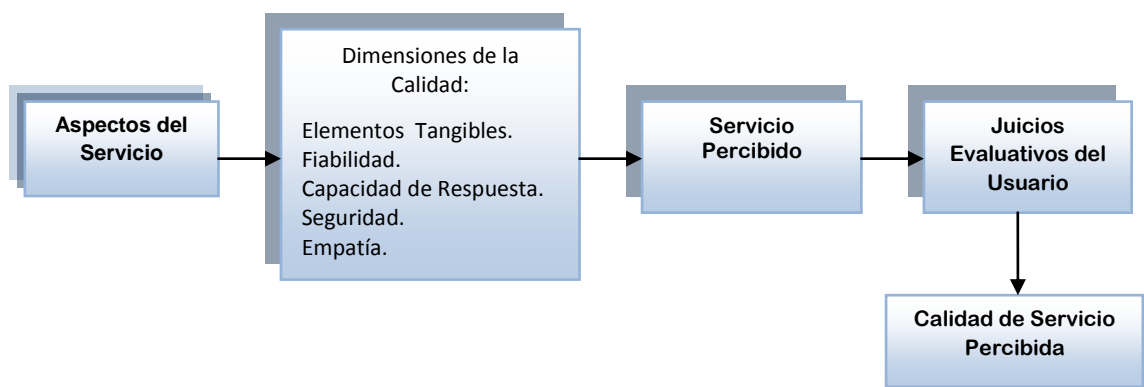 Aspectos del
Servicio
Dimensiones de la
Calidad:
Elementos Tangibles.
Fiabilidad.
Capacidad de Respuesta.
Seguridad.
Empatía.
Servicio
Percibido
Juicios
Evaluativos del
Usuario
Calidad de Servicio
Percibida